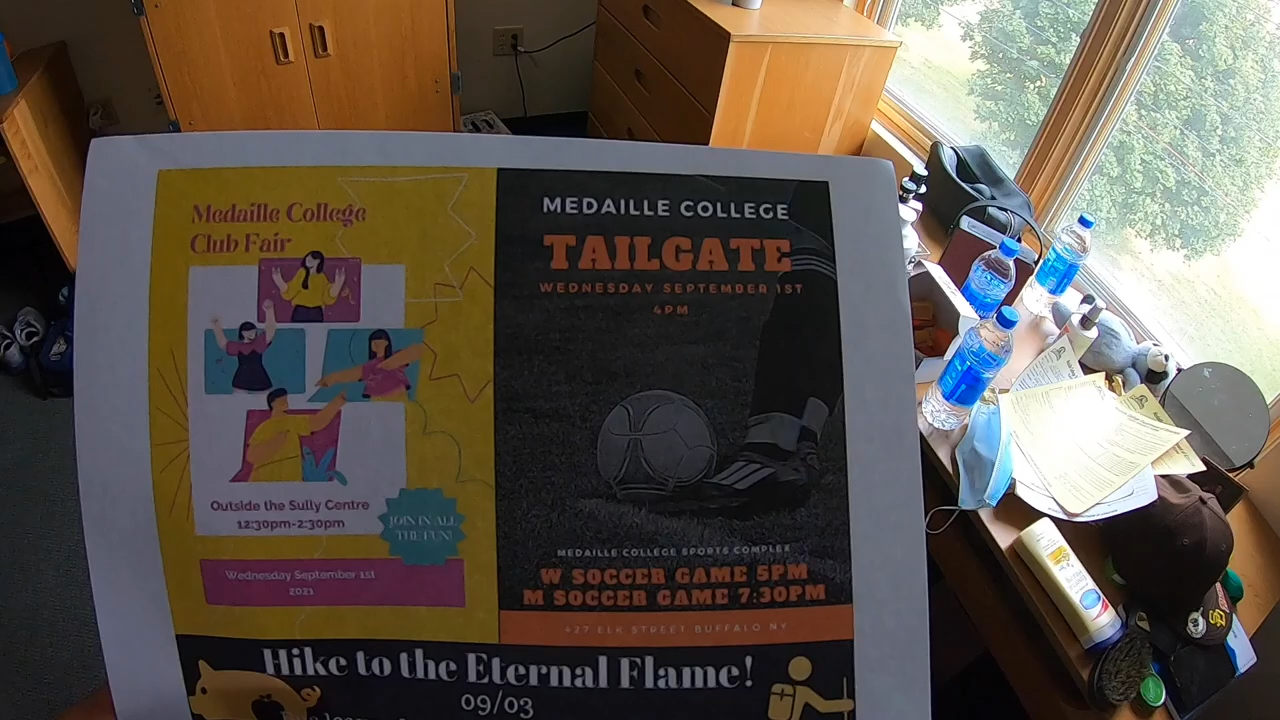 Medaille College
Club Fair
Outside the Sully Centre
12:30pm-2:30pm
JOIN IN ALL
THE FUN!
Wednesday September 1st
2021
MEDAILLE COLLEGE
TAILGATE
WEDNESDAY SEPTEMBER 1ST
4PM
MEDAILLE COLLEGE SPORTS COMPLEX
W SOCCER GAME 5PM
M SOCCER GAME 7:30PM
427 ELK STREET BUFFALO NY
Hike to the Eternal Flame!
09/03